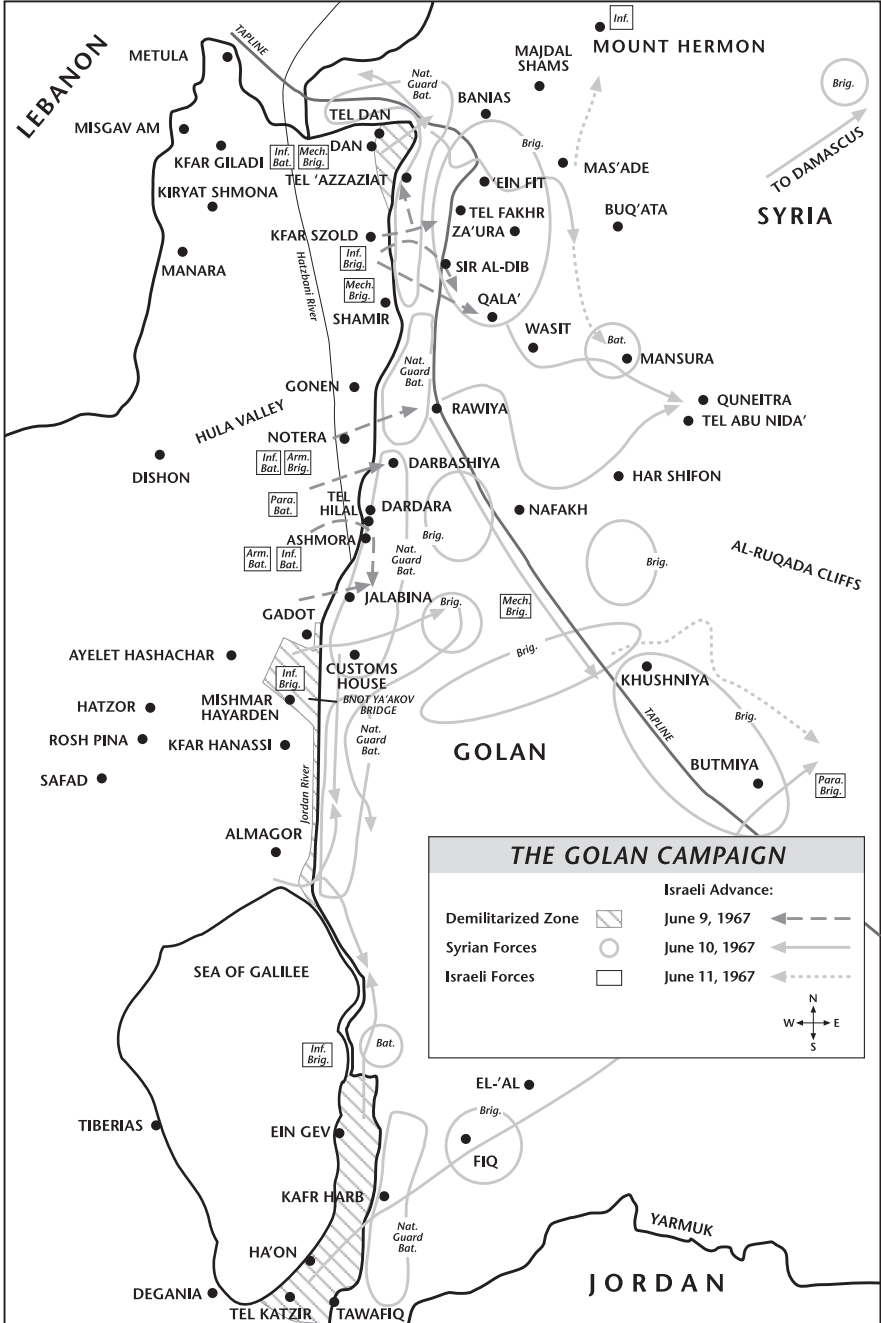 LEBANON
TAPLINE
METULA
Inf.
MOUNT HERMON
MAJDAL
SHAMS
Nat.
Guard
Bat.
BANIAS
Brig.
TO DAMASCUS
SYRIA
MISGAV AM
KFAR GILADI
TEL DAN
DAN
Inf.
Bat.
Mech.
Brig.
TEL ‘AZZAZIAT
Brig.
MAS’ADE
‘EIN FIT
KIRYAT SHMONA
TEL FAKHR
ZA’URA
BUQ’ATA
KFAR SZOLD
MANARA
Inf.
Brig.
SIR AL-DIB
Hatzbani River
Mech.
Brig.
SHAMIR
QALA’
WASIT
Bat.
MANSURA
Nat.
Guard
Bat.
GONEN
QUNEITRA
TEL ABU NIDA’
RAWIYA
HULA VALLEY
NOTERA
DISHON
Inf.
Bat.
Arm.
Brig.
DARBASHIYA
HAR SHIFON
Para.
Bat.
TEL
HILAL
DARDARA
NAFAKH
ASHMORA
Brig.
Arm.
Bat.
Inf.
Bat.
Nat.
Guard
Bat.
Brig.
AL-RUQADA CLIFFS
JALABINA
Brig.
Mech.
Brig.
GADOT
AYELET HASHACHAR
CUSTOMS
HOUSE
Brig.
KHUSHNIYA
Inf.
Brig.
MISHMAR
HAYARDEN
BNOT YA’AKOV
BRIDGE
HATZOR
ROSH PINA
KFAR HANASSI
Nat.
Guard
Bat.
GOLAN
TAPLINE
Brig.
BUTMIYA
SAFAD
Para.
Brig.
Jordan River
ALMAGOR
THE GOLAN CAMPAIGN
Israeli Advance:
Demilitarized Zone
June 9, 1967
Syrian Forces
June 10, 1967
Israeli Forces
June 11, 1967
N
W E
S
SEA OF GALILEE
Inf.
Brig.
Bat.
EL-‘AL
TIBERIAS
EIN GEV
Brig.
FIQ
KAFR HARB
Nat.
Guard
Bat.
YARMUK
HA’ON
JORDAN
DEGANIA
TEL KATZIR
TAWAFIQ